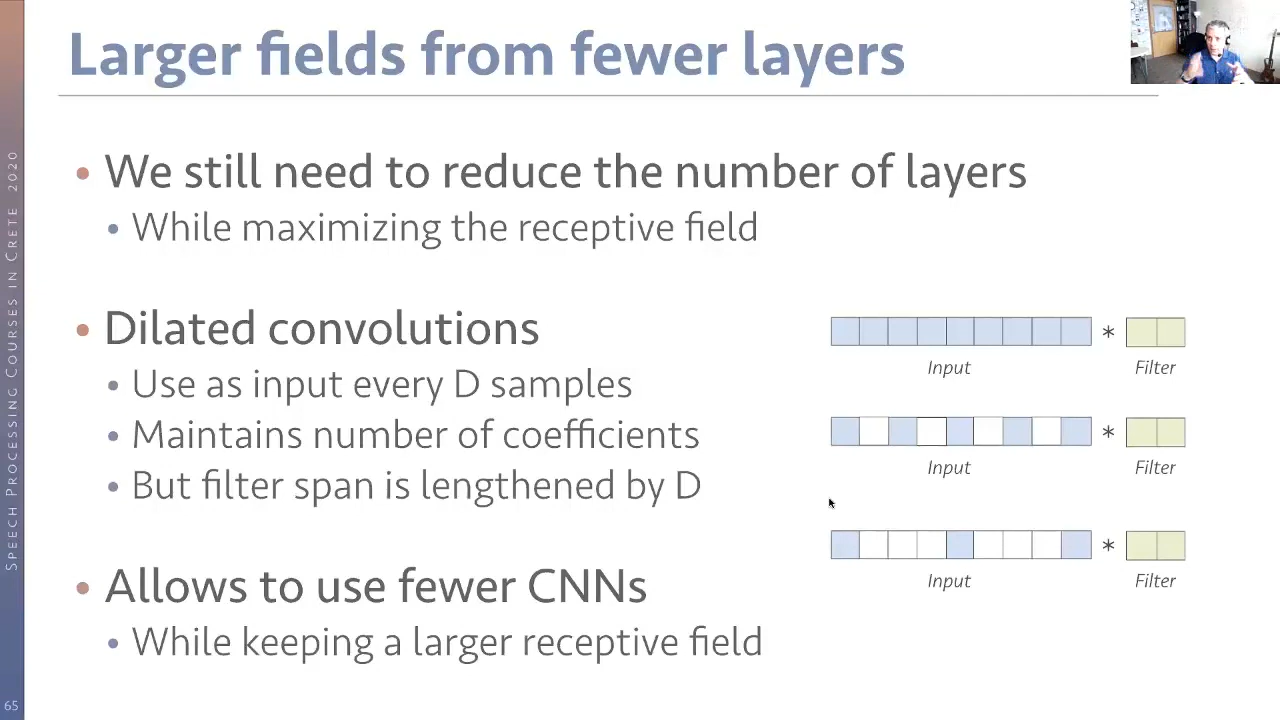 Larger fields from fewer layers
• We still need to reduce the number of layers
• While maximizing the receptive field
• Dilated convolutions
• Use as input every D samples
• Maintains number of coefficients
• But filter span is lengthened by D
• Allows to use fewer CNNs
• While keeping a larger receptive field
*
Input
Filter
*
Input
Filter
*
Input
Filter
SPEECH PROCESSING COURSES IN CRETE 2020
65